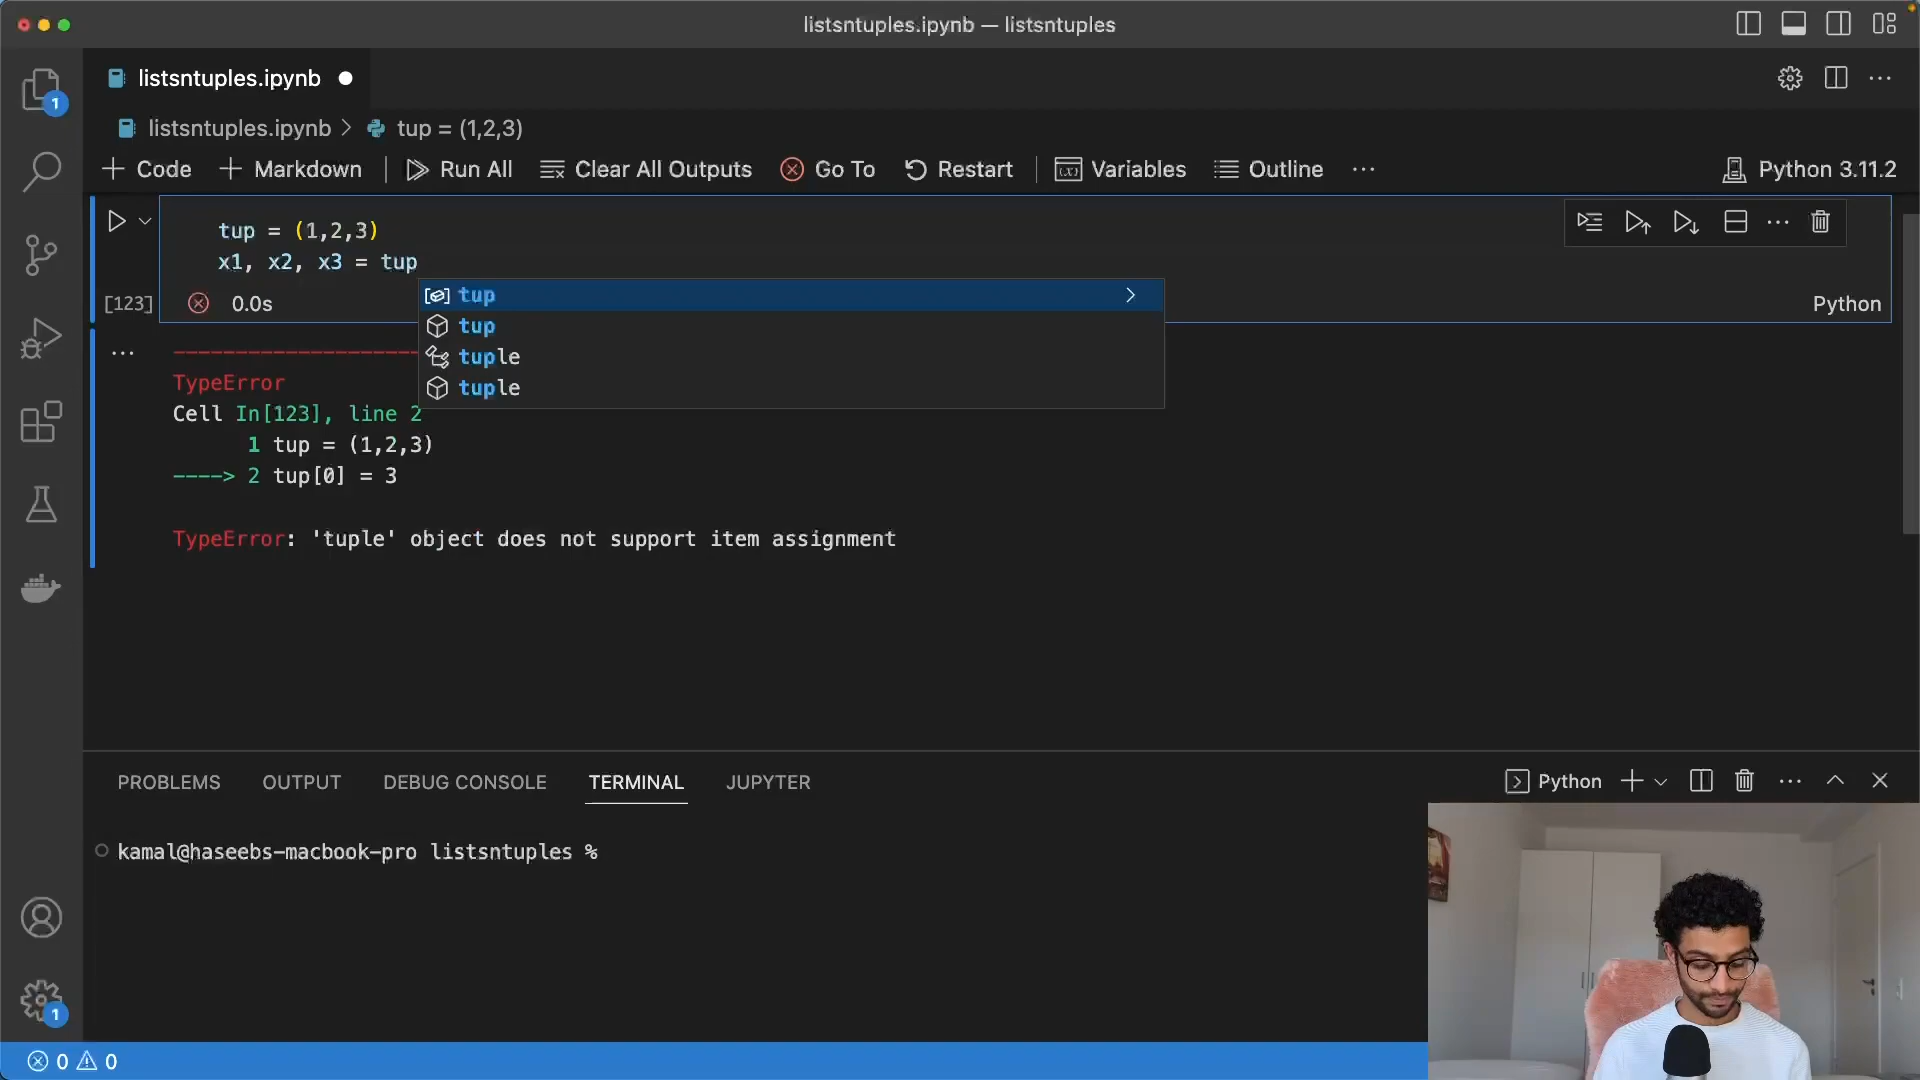 listsntuples.ipynb — listsntuples
listsntuples.ipynb
1
listsntuples.ipynb > tup = (1,2,3)
+ Code + Markdown Run All Clear All Outputs Go To Restart Variables Outline ... Python 3.11.2
tup = (1,2,3)
x1, x2, x3 = tup
[123] 0.0s Python
tup
tup
tuple
tuple
TypeError
Cell In[123], line 2
1 tup = (1,2,3)
----> 2 tup[0] = 3
TypeError: 'tuple' object does not support item assignment
PROBLEMS OUTPUT DEBUG CONSOLE TERMINAL JUPYTER Python
kamal@haseebs-macbook-pro listsntuples %
1
0 0